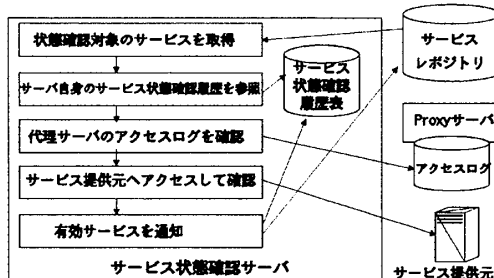 状態確認対象のサービスを取得
サーバ自身のサービス状態確認履歴を参照
代理サーバのアクセスログを確認
サービス提供元へアクセスして確認
有効サービスを通知
サービス状態確認サーバ
サービス
状態確認
履歴表
サービス
レポジトリ
Proxyサーバ
アクセスログ
サービス提供元